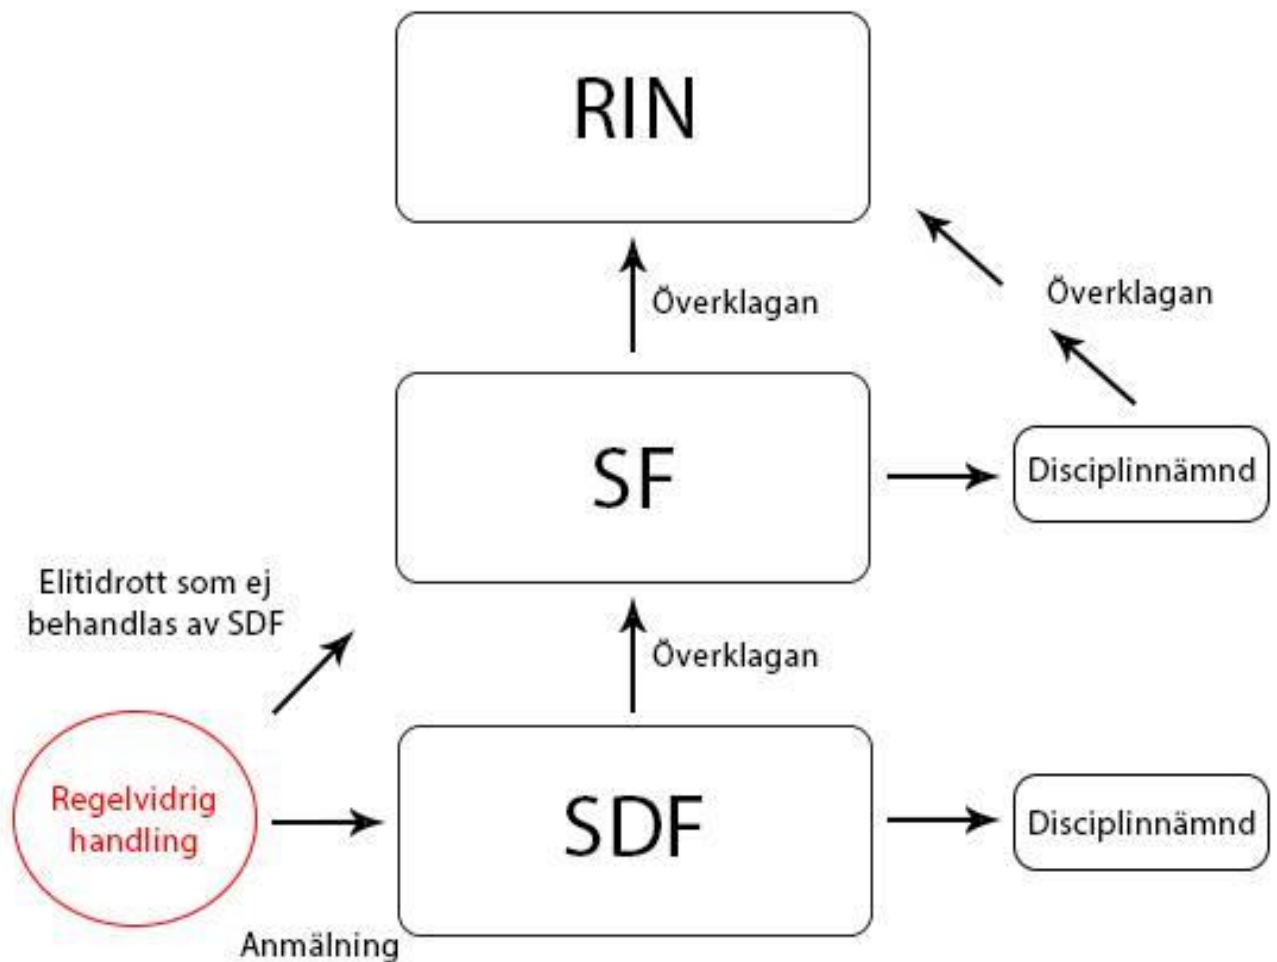 RIN
Överklagan
Överklagan
SF
Disciplinnämnd
Elitidrott som ej
behandlas av SDF
Överklagan
Regelvidrig
handling
SDF
Disciplinnämnd
Anmälning